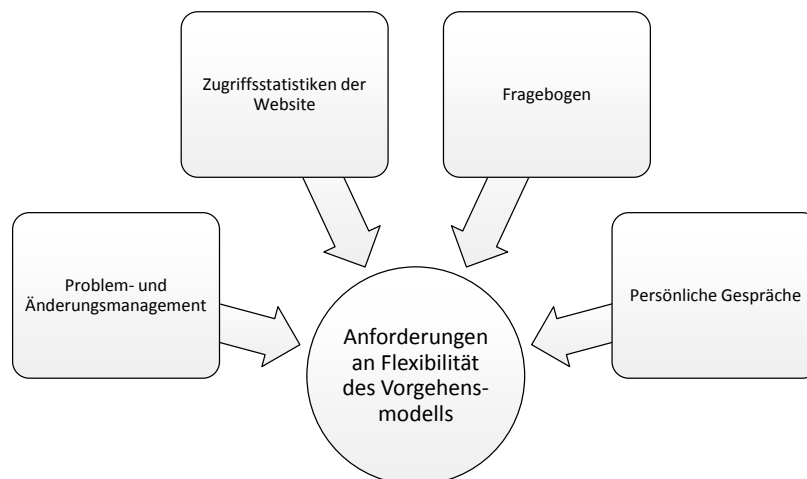 Zugriffsstatistiken der
Website
Fragebogen
Problem- und
Änderungsmanagement
Persönliche Gespräche
Anforderungen
an Flexibilität
des Vorgehens-
modells